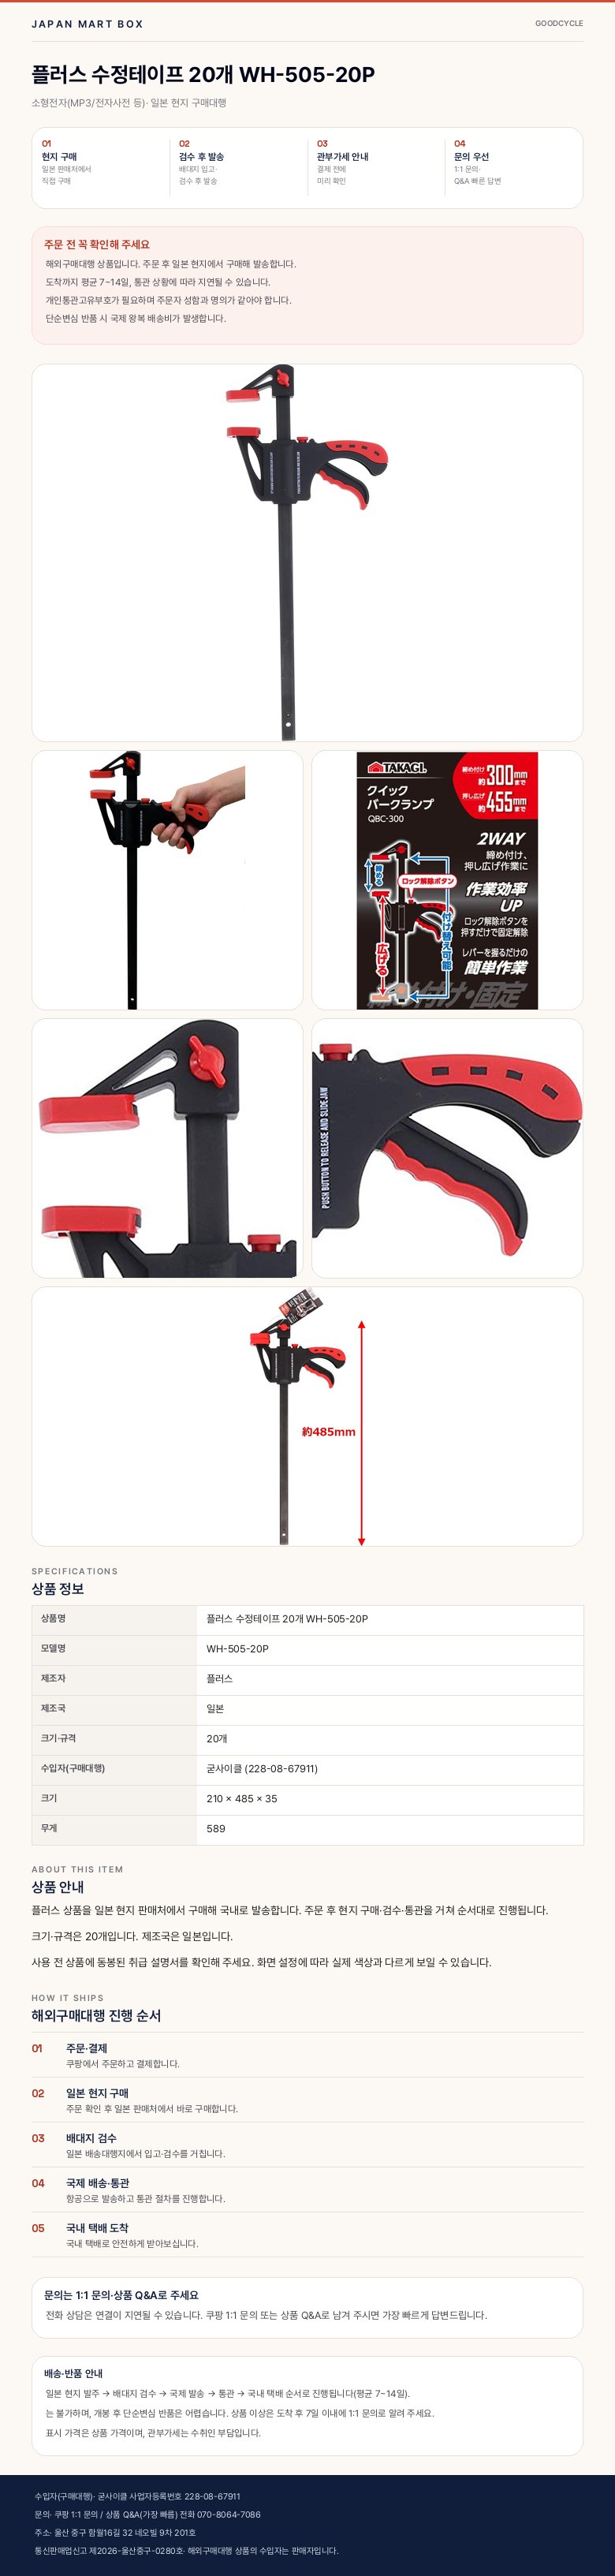 JAPAN MART BOX
GOODCYCLE
플러스 수정테이프 20개 WH-505-20P
소형전자(MP3/전자사전 등)· 일본 현지 구매대행
01
현지 구매
일본 판매처에서
직접 구매
02
검수 후 발송
배대지 입고·
검수 후 발송
03
관부가세 안내
결제 전에
미리 확인
04
문의 우선
1:1 문의·
Q&A 빠른 답변
주문 전 꼭 확인해 주세요
해외구매대행 상품입니다. 주문 후 일본 현지에서 구매해 발송합니다.
도착까지 평균 7~14일, 통관 상황에 따라 지연될 수 있습니다.
개인통관고유부호가 필요하며 주문자 성함과 명의가 같아야 합니다.
단순변심 반품 시 국제 왕복 배송비가 발생합니다.
TAKAGI.
締め付け 約300mmまで
押し広げ 約455mmまで
クイック
バークランプ
QBC-300
2WAY
締め付け、
押し広げ作業に
ロック解除ボタン
作業効率
UP
ロック解除ボタンを
押すだけで固定解除
レバーを握るだけの
簡単作業
締める
広げる
付け替え可能
締め付け・固定
PUSH BUTTON TO RELEASE AND SLIDE JAW
約485mm
SPECIFICATIONS
상품 정보
상품명 플러스 수정테이프 20개 WH-505-20P
모델명 WH-505-20P
제조자 플러스
제조국 일본
크기·규격 20개
수입자(구매대행) 굳사이클 (228-08-67911)
크기 210 × 485 × 35
무게 589
ABOUT THIS ITEM
상품 안내
플러스 상품을 일본 현지 판매처에서 구매해 국내로 발송합니다. 주문 후 현지 구매·검수·통관을 거쳐 순서대로 진행됩니다.
크기·규격은 20개입니다. 제조국은 일본입니다.
사용 전 상품에 동봉된 취급 설명서를 확인해 주세요. 화면 설정에 따라 실제 색상과 다르게 보일 수 있습니다.
HOW IT SHIPS
해외구매대행 진행 순서
01 주문·결제
쿠팡에서 주문하고 결제합니다.
02 일본 현지 구매
주문 확인 후 일본 판매처에서 바로 구매합니다.
03 배대지 검수
일본 배송대행지에서 입고·검수를 거칩니다.
04 국제 배송·통관
항공으로 발송하고 통관 절차를 진행합니다.
05 국내 택배 도착
국내 택배로 안전하게 받아보십니다.
문의는 1:1 문의·상품 Q&A로 주세요
전화 상담은 연결이 지연될 수 있습니다. 쿠팡 1:1 문의 또는 상품 Q&A로 남겨 주시면 가장 빠르게 답변드립니다.
배송·반품 안내
일본 현지 발주 → 배대지 검수 → 국제 발송 → 통관 → 국내 택배 순서로 진행됩니다(평균 7~14일).
는 불가하며, 개봉 후 단순변심 반품은 어렵습니다. 상품 이상은 도착 후 7일 이내에 1:1 문의로 알려 주세요.
표시 가격은 상품 가격이며, 관부가세는 수취인 부담입니다.
수입자(구매대행)· 굳사이클 사업자등록번호 228-08-67911
문의· 쿠팡 1:1 문의 / 상품 Q&A(가장 빠름) 전화 070-8064-7086
주소· 울산 중구 함월16길 32 네오빌 9차 201호
통신판매업신고 제2026-울산중구-0280호· 해외구매대행 상품의 수입자는 판매자입니다.